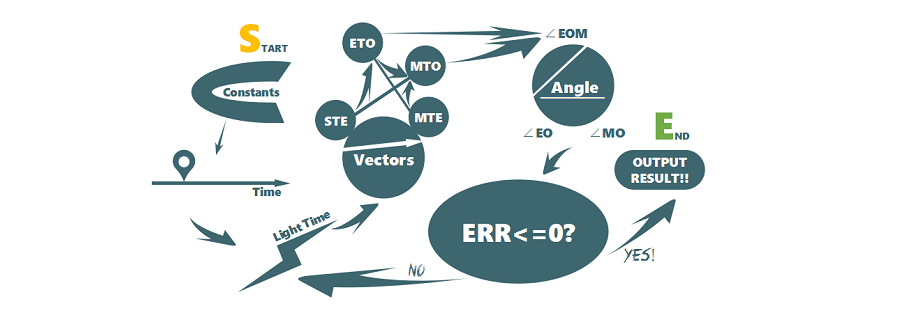 START
Constants
Time
Light Time
ETO
MTO
STE
MTE
Vectors
∠EOM
Angle
∠EO
∠MO
ERR<=0?
NO
YES!
END
OUTPUT
RESULT!!